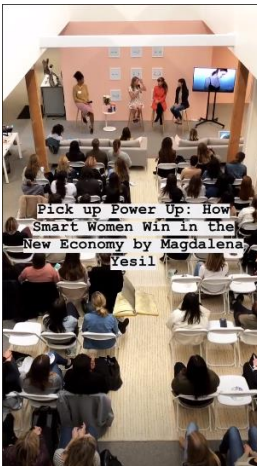 Pick up Power Up: How
Smart Women Win in the
New Economy by Magdalena
Yesil